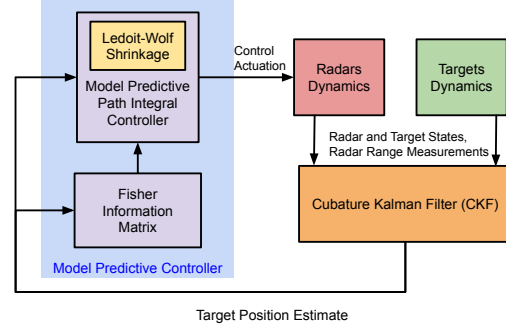 Ledoit-Wolf
Shrinkage
Model Predictive
Path Integral
Controller
Control
Actuation
Radars
Dynamics
Targets
Dynamics
Radar and Target States,
Radar Range Measurements
Fisher
Information
Matrix
Cubature Kalman Filter (CKF)
Model Predictive Controller
Target Position Estimate